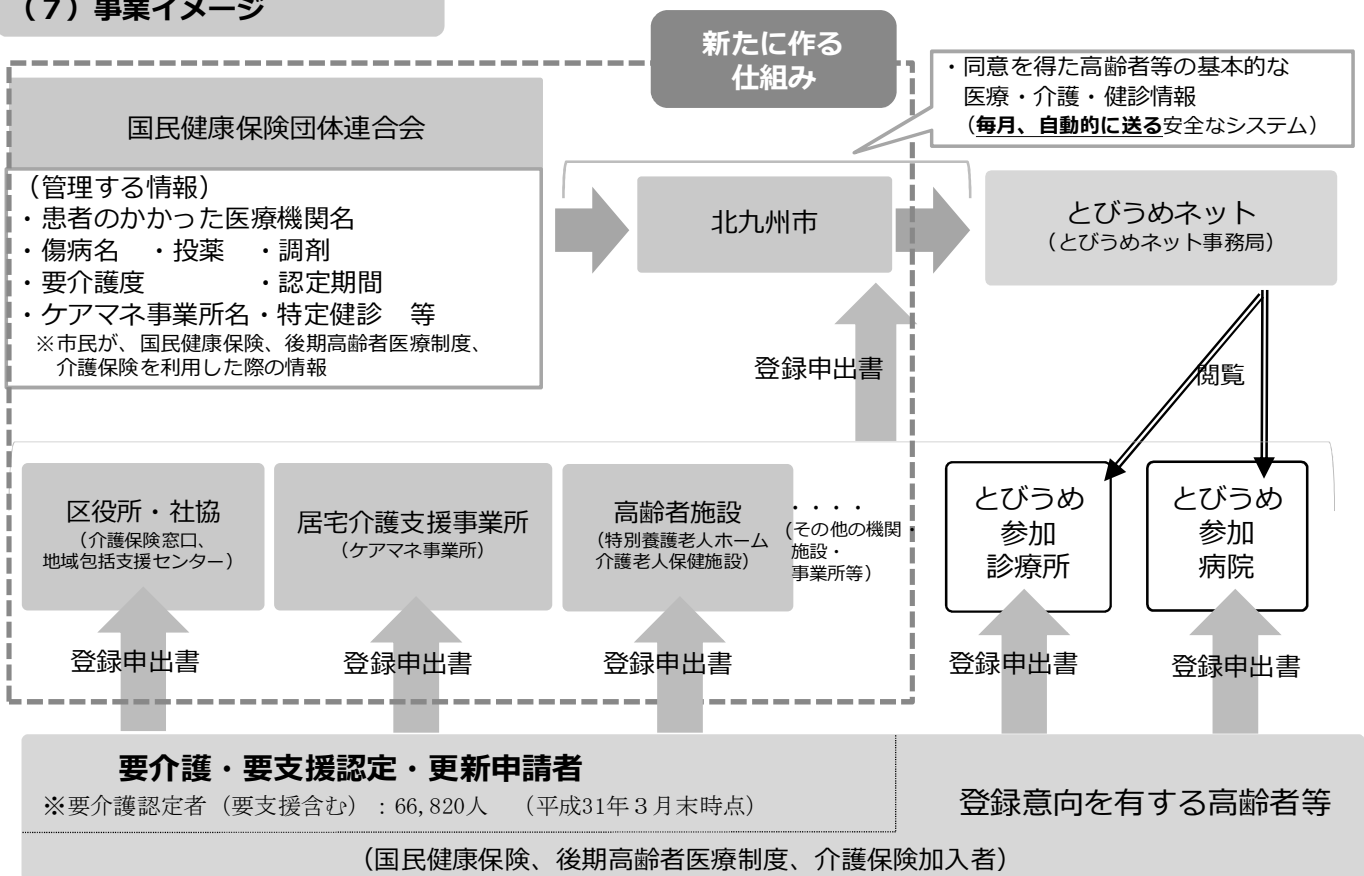 （７）事業イメージ
新たに作る
仕組み
・同意を得た高齢者等の基本的な
医療・介護・健診情報
（毎月、自動的に送る安全なシステム）
国民健康保険団体連合会
（管理する情報）
・患者のかかった医療機関名
・傷病名　・投薬　・調剤
・要介護度　　　　・認定期間
・ケアマネ事業所名・特定健診　等
※市民が、国民健康保険、後期高齢者医療制度、
介護保険を利用した際の情報
北九州市
とびうめネット
（とびうめネット事務局）
登録申出書
閲覧
区役所・社協
（介護保険窓口、
地域包括支援センター）
居宅介護支援事業所
（ケアマネ事業所）
高齢者施設
（特別養護老人ホーム
介護老人保健施設）
・・・・
（その他の機関・
施設・
事業所等）
とびうめ
参加
診療所
とびうめ
参加
病院
登録申出書
登録申出書
登録申出書
登録申出書
登録申出書
要介護・要支援認定・更新申請者
※要介護認定者（要支援含む）：66,820人　（平成31年３月末時点）
登録意向を有する高齢者等
（国民健康保険、後期高齢者医療制度、介護保険加入者）